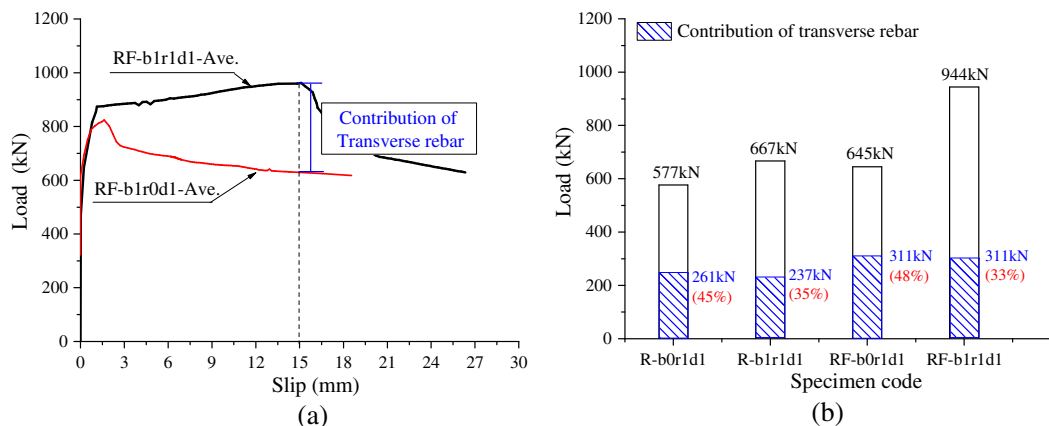 1200
1000
800
600
400
200
0
Load (kN)
RF-b1r1d1-Ave.
Contribution of
Transverse rebar
RF-b1r0d1-Ave.
0 3 6 9 12 15 18 21 24 27 30
Slip (mm)
(a)
1200
1000
800
600
400
200
0
Load (kN)
Contribution of transverse rebar
577kN
667kN
645kN
944kN
261kN
(45%)
237kN
(35%)
311kN
(48%)
311kN
(33%)
R-b0r1d1 R-b1r1d1 RF-b0r1d1 RF-b1r1d1
Specimen code
(b)